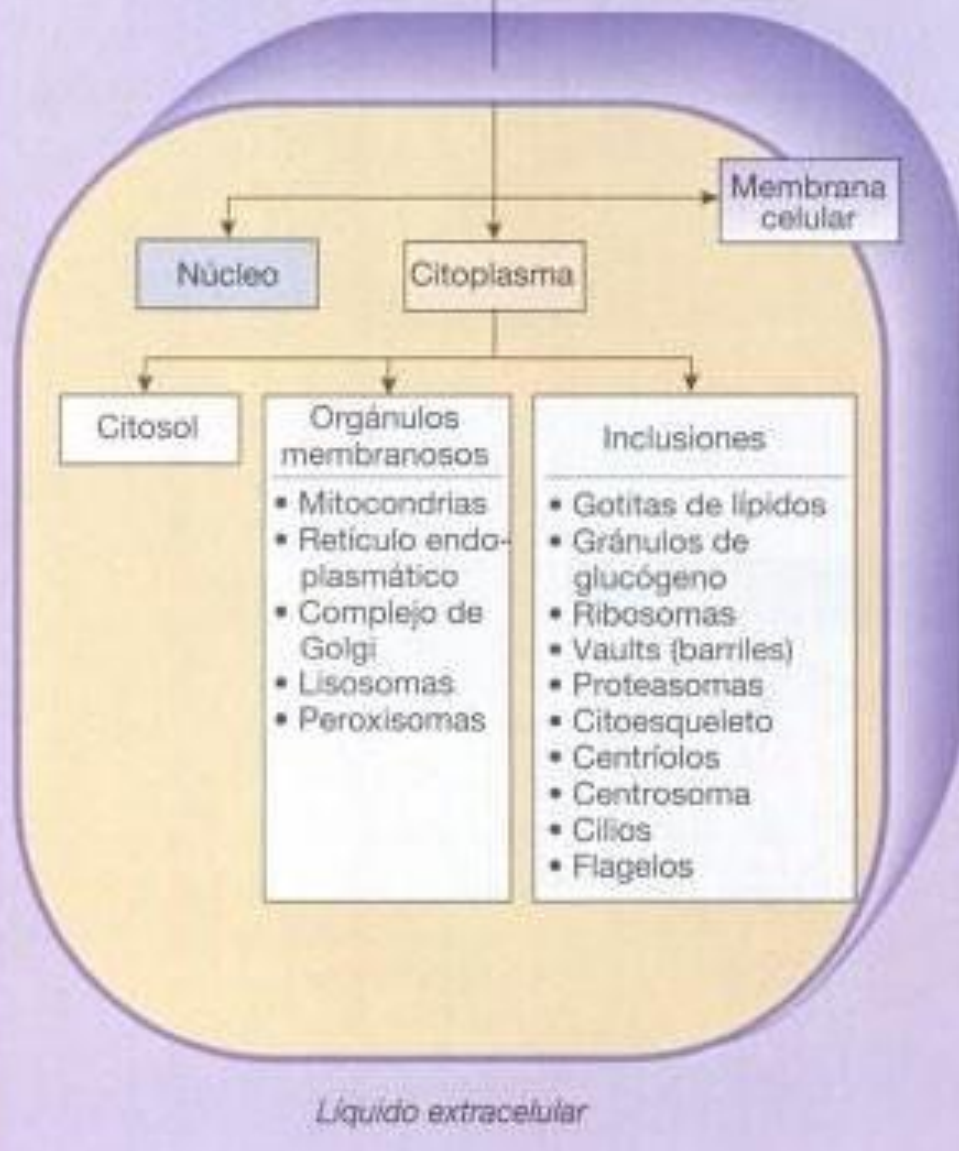 Membrana
celular
Núcleo
Citoplasma
Citosol
Orgánulos
membranosos
• Mitocondrias
• Retículo endo-
plasmático
• Complejo de
Golgi
• Lisosomas
• Peroxisomas
Inclusiones
• Gotitas de lípidos
• Gránulos de
glucógeno
• Ribosomas
• Vaults (barriles)
• Proteasomas
• Citoesqueleto
• Centríolos
• Centrosoma
• Cilios
• Flagelos
Líquido extracelular